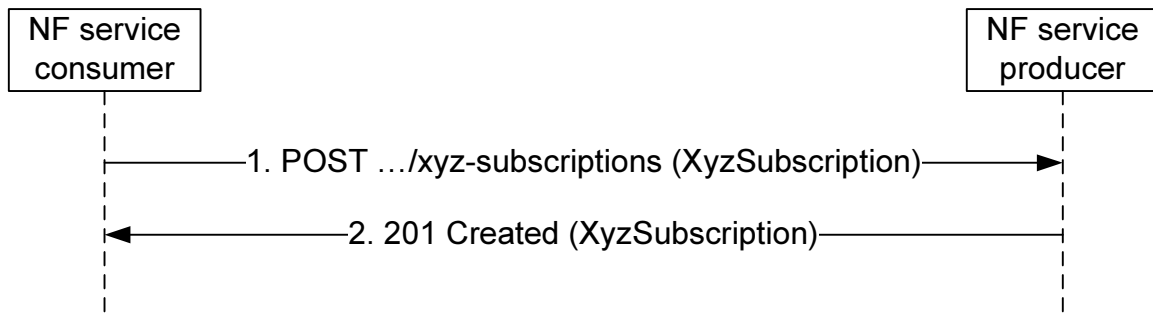 NF service
consumer
NF service
producer
1. POST …/xyz-subscriptions (XyzSubscription)
2. 201 Created (XyzSubscription)